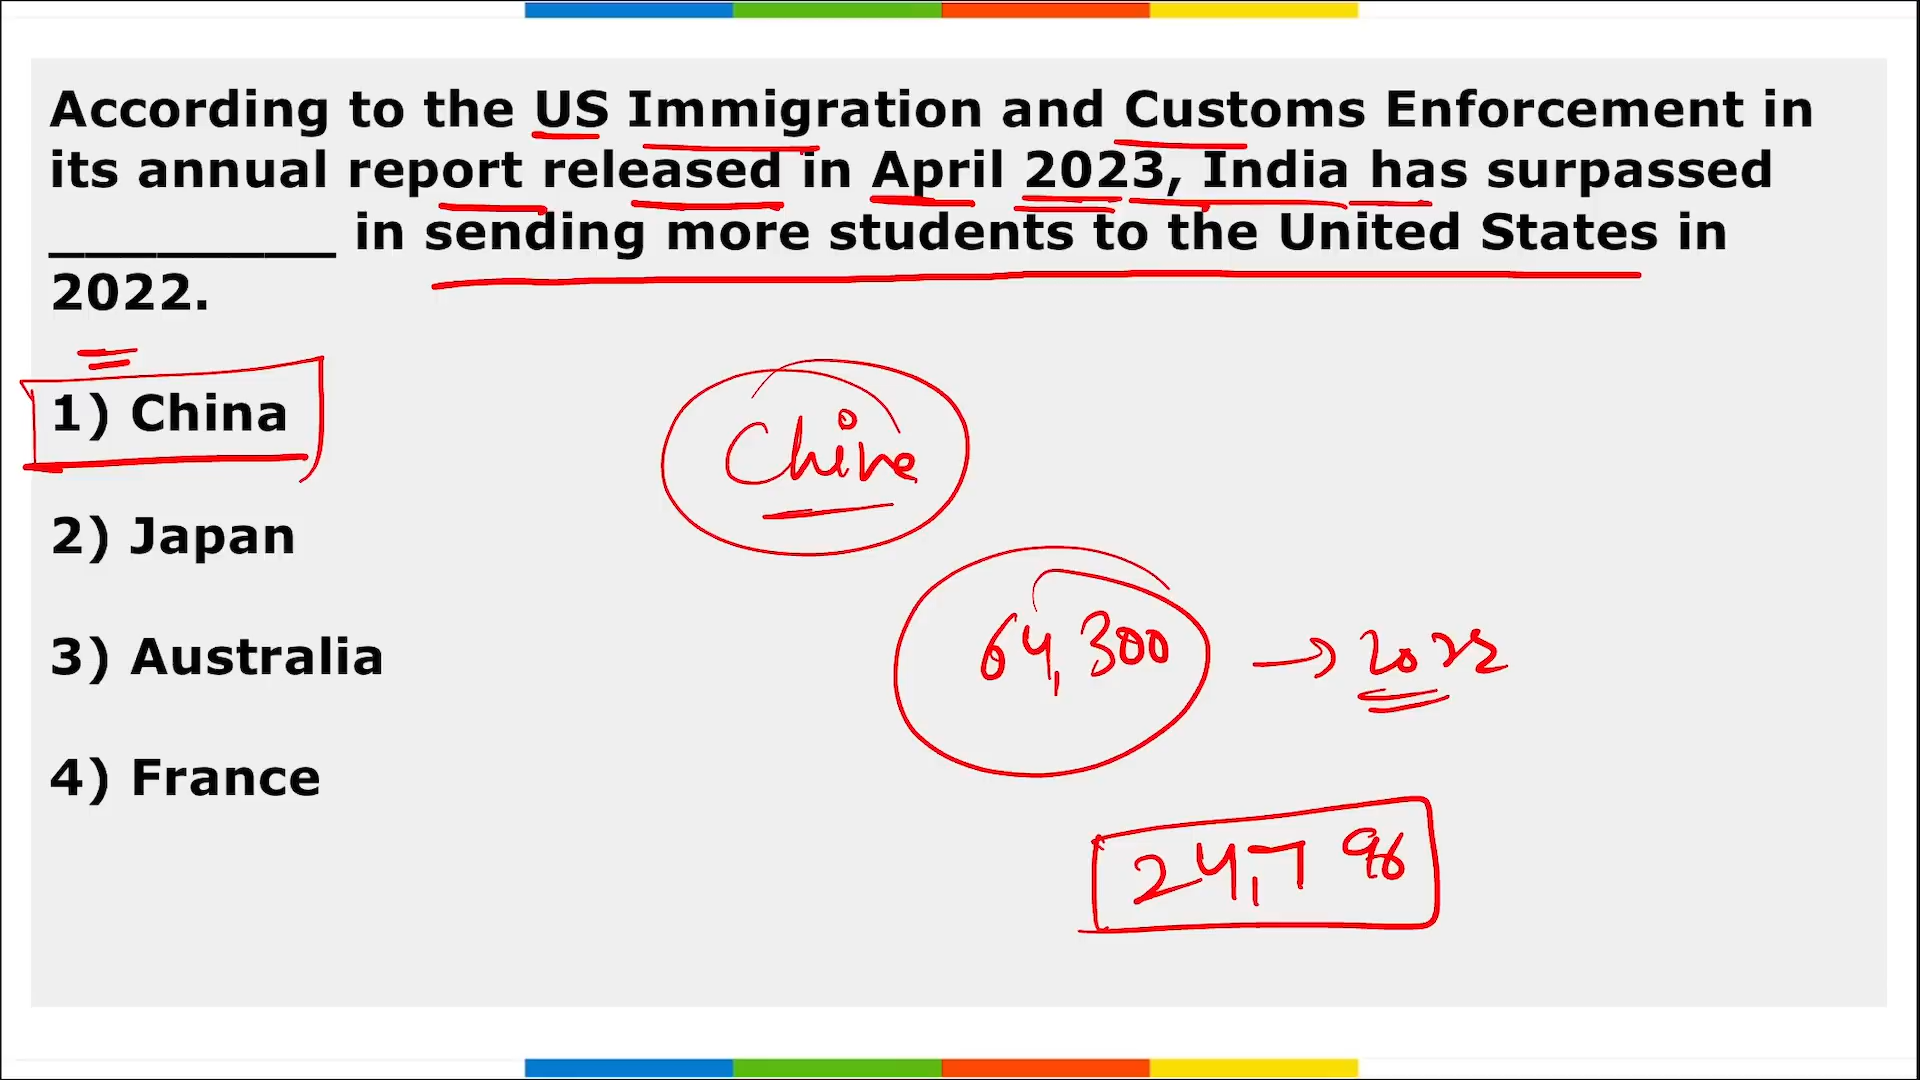 According to the US Immigration and Customs Enforcement in
its annual report released in April 2023, India has surpassed
________ in sending more students to the United States in
2022.
1) China
China
2) Japan
64,300 → 2022
3) Australia
4) France
24,796